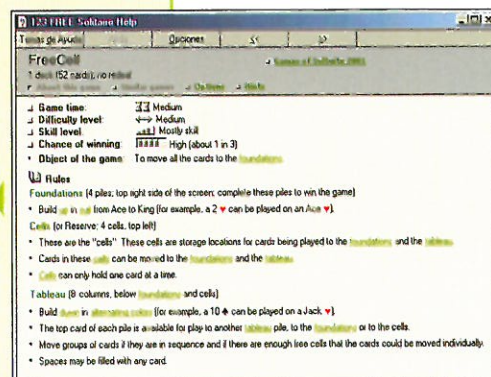 123 FREE Solitaire Help
Temas de Ayuda Opciones << >>
FreeCell
1 deck (52 cards), no redeal
Options Hints
Game time: Medium
Difficulty level: Medium
Skill level: Mostly skill
Chance of winning: High (about 1 in 3)
• Object of the game: To move all the cards to the foundations.
Rules
Foundations (4 piles; top right side of the screen; complete these piles to win the game)
• Build up in suit from Ace to King (for example, a 2 ♥ can be played on an Ace ♥).
Cells (or Reserve: 4 cells, top left)
• These are the "cells" These cells are storage locations for cards being played to the foundations and the tableau.
• Cards in these cells can be moved to the foundations and the tableau.
• Cells can only hold one card at a time.
Tableau (8 columns, below foundations and cells)
• Build down in alternating colors (for example, a 10 ♠ can be played on a Jack ♥).
• The top card of each pile is available for play to another tableau pile, to the foundations or to the cells.
• Move groups of cards if they are in sequence and if there are enough free cells that the cards could be moved individually.
• Spaces may be filled with any card.